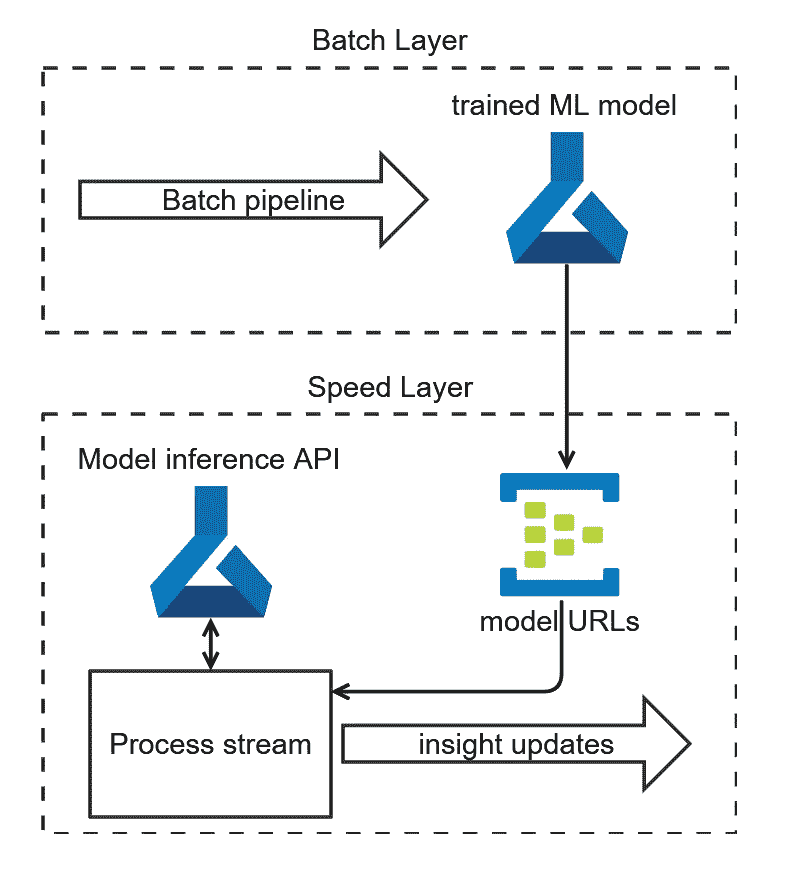 Batch Layer
trained ML model
Batch pipeline
Speed Layer
Model inference API
model URLs
Process stream
insight updates